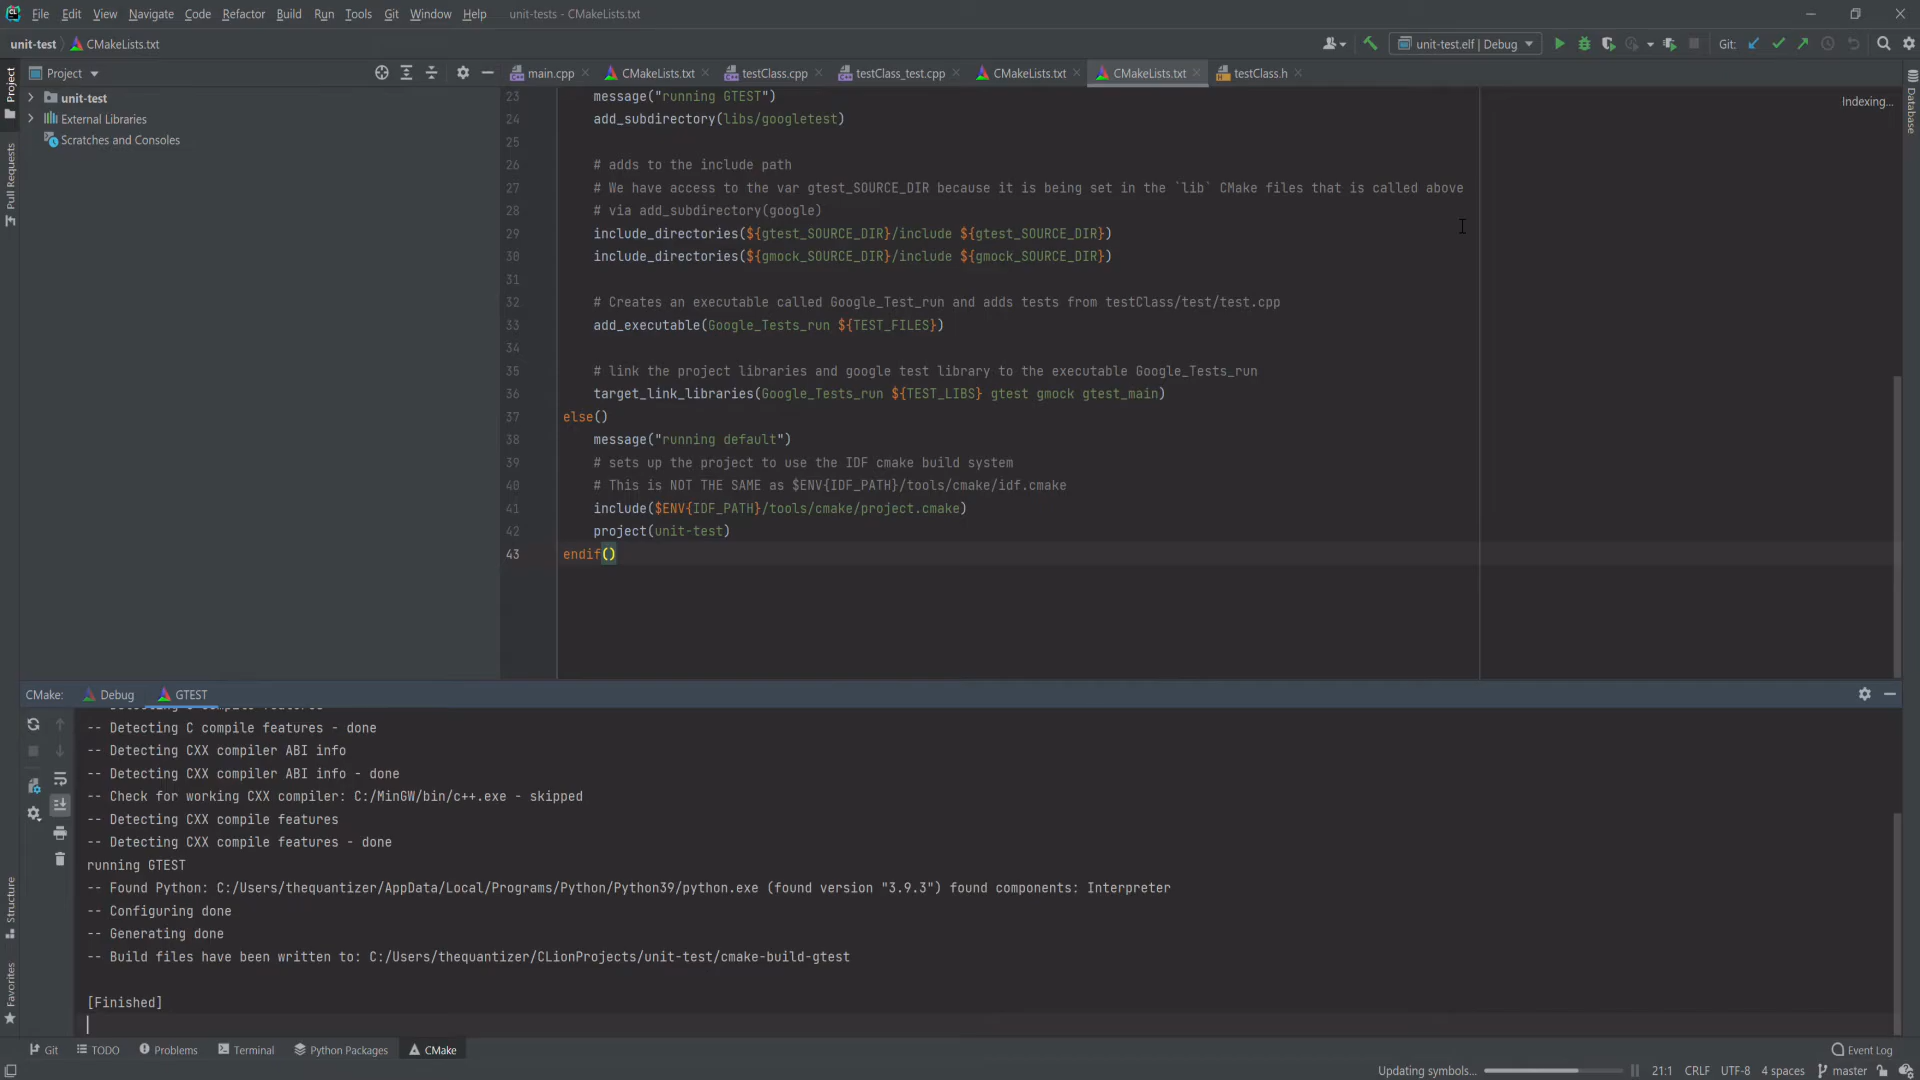 File Edit View Navigate Code Refactor Build Run Tools Git Window Help unit-tests - CMakeLists.txt
unit-test CMakeLists.txt unit-test.elf | Debug Git:
Project main.cpp CMakeLists.txt testClass.cpp testClass_test.cpp CMakeLists.txt CMakeLists.txt testClass.h
unit-test
External Libraries
Scratches and Consoles
Indexing...
23 message("running GTEST")
24 add_subdirectory(libs/googletest)
25
26 # adds to the include path
27 # We have access to the var gtest_SOURCE_DIR because it is being set in the `lib` CMake files that is called above
28 # via add_subdirectory(google)
29 include_directories(${gtest_SOURCE_DIR}/include ${gtest_SOURCE_DIR})
30 include_directories(${gmock_SOURCE_DIR}/include ${gmock_SOURCE_DIR})
31
32 # Creates an executable called Google_Test_run and adds tests from testClass/test/test.cpp
33 add_executable(Google_Tests_run ${TEST_FILES})
34
35 # link the project libraries and google test library to the executable Google_Tests_run
36 target_link_libraries(Google_Tests_run ${TEST_LIBS} gtest gmock gtest_main)
37 else()
38 message("running default")
39 # sets up the project to use the IDF cmake build system
40 # This is NOT THE SAME as $ENV{IDF_PATH}/tools/cmake/idf.cmake
41 include($ENV{IDF_PATH}/tools/cmake/project.cmake)
42 project(unit-test)
43 endif()
Project
Pull Requests
Structure
Favorites
Database
CMake: Debug GTEST
-- Detecting C compile features - done
-- Detecting CXX compiler ABI info
-- Detecting CXX compiler ABI info - done
-- Check for working CXX compiler: C:/MinGW/bin/c++.exe - skipped
-- Detecting CXX compile features
-- Detecting CXX compile features - done
running GTEST
-- Found Python: C:/Users/thequantizer/AppData/Local/Programs/Python/Python39/python.exe (found version "3.9.3") found components: Interpreter
-- Configuring done
-- Generating done
-- Build files have been written to: C:/Users/thequantizer/CLionProjects/unit-test/cmake-build-gtest
[Finished]
Git TODO Problems Terminal Python Packages CMake Event Log
Updating symbols... 21:1 CRLF UTF-8 4 spaces master